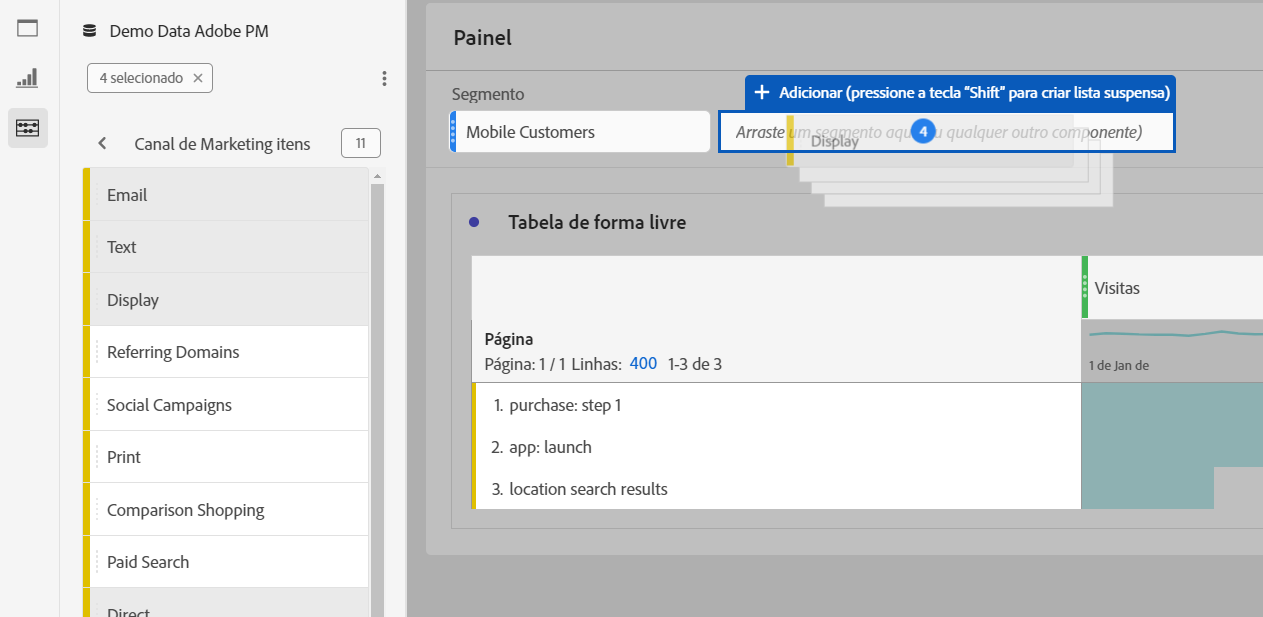 Demo Data Adobe PM
4 selecionado
Canal de Marketing itens 11
Email
Text
Display
Referring Domains
Social Campaigns
Print
Comparison Shopping
Paid Search
Direct
Painel
Segmento
Mobile Customers
+ Adicionar (pressione a tecla “Shift” para criar lista suspensa)
Arraste um segmento aqui (ou qualquer outro componente)
4
Display
Tabela de forma livre
Visitas
Página
Página: 1 / 1 Linhas: 400 1-3 de 3
1 de Jan de
1. purchase: step 1
2. app: launch
3. location search results